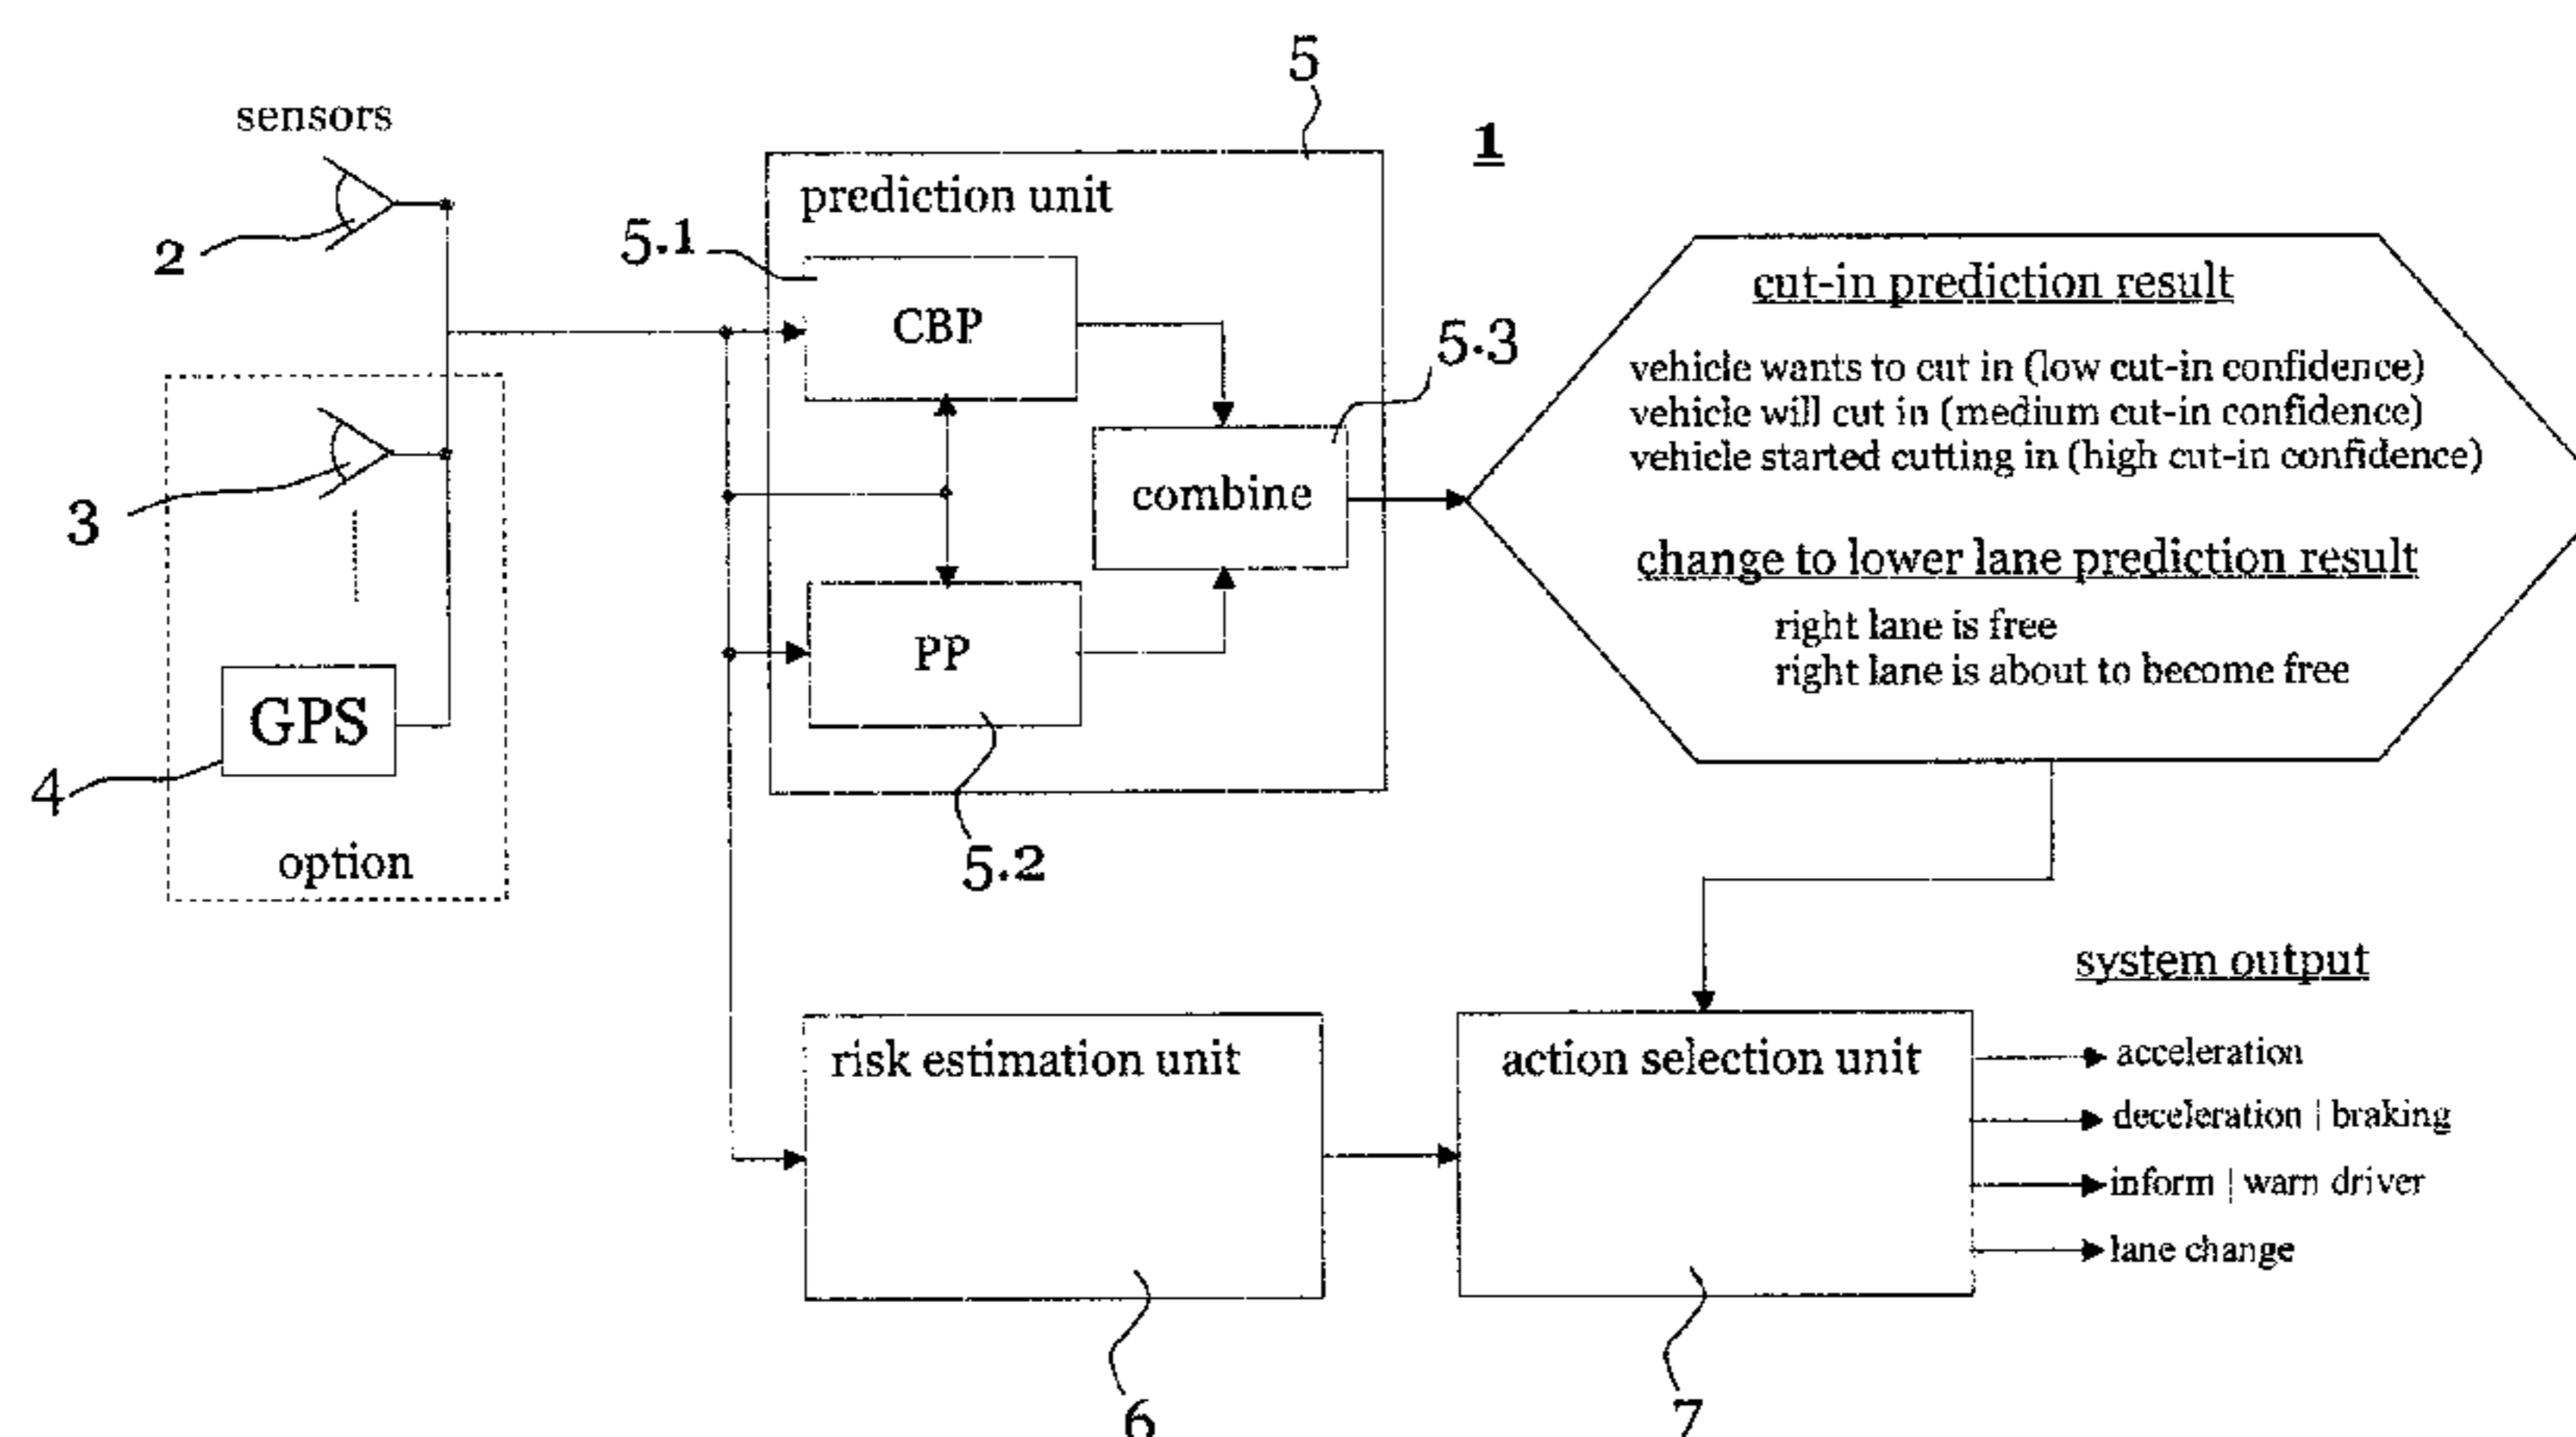 5
sensors
1
prediction unit
2
5.1
CBP
cut-in prediction result
5.3
vehicle wants to cut in (low cut-in confidence)
vehicle will cut in (medium cut-in confidence)
vehicle started cutting in (high cut-in confidence)
3
combine
change to lower lane prediction result
right lane is free
right lane is about to become free
PP
GPS
4
option
5.2
system output
risk estimation unit
action selection unit
acceleration
deceleration | braking
inform | warn driver
lane change
6
7